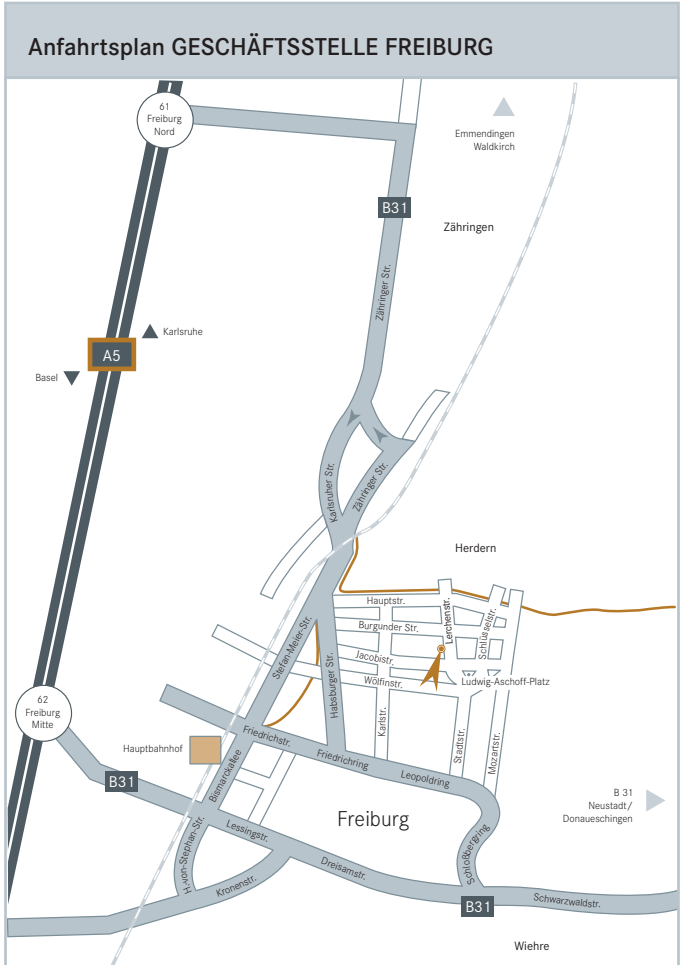 Anfahrtsplan GESCHÄFTSSTELLE FREIBURG
61
Freiburg
Nord
Emmendingen
Waldkirch
B31
Zähringen
Zähringer Str.
Karlsruhe
A5
Basel
Karlsruher Str.
Zähringer Str.
Herdern
Hauptstr.
Lerchenstr.
Schlüsselstr.
Burgunder Str.
Stefan-Meier-Str.
Habsburger Str.
Jacobistr.
Wölfinstr.
Ludwig-Aschoff-Platz
62
Freiburg
Mitte
Karlstr.
Stadtstr.
Mozartstr.
Hauptbahnhof
Friedrichstr.
Friedrichring
Leopoldring
B31
Bismarckallee
B 31
Neustadt/
Donaueschingen
Freiburg
Lessingstr.
H.-von-Stephan-Str.
Schloßbergring
Dreisamstr.
Kronenstr.
B31
Schwarzwaldstr.
Wiehre